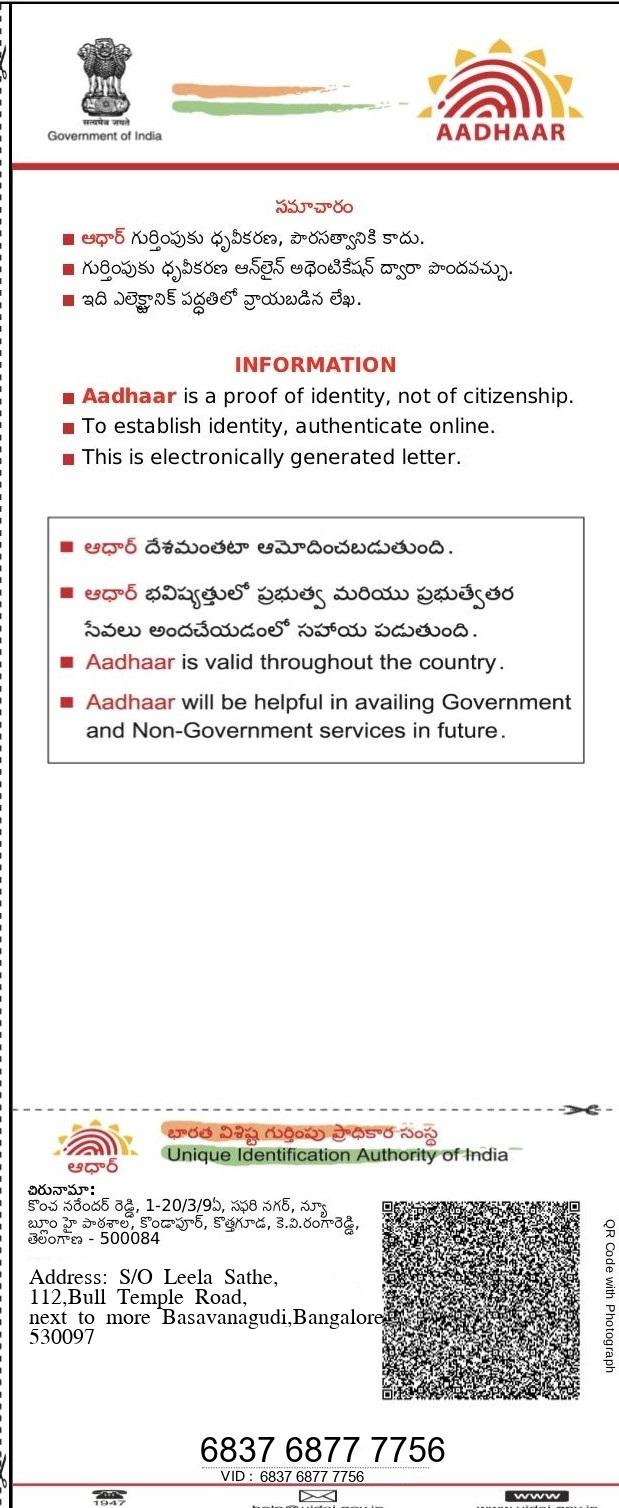 सत्यमेव जयते
Government of India
AADHAAR
సమాచారం
ఆధార్ గుర్తింపుకు ధృవీకరణ, పౌరసత్వానికి కాదు.
గుర్తింపుకు ధృవీకరణ ఆన్‌లైన్ అథెంటికేషన్ ద్వారా పొందవచ్చు.
ఇది ఎలెక్ట్రానిక్ పద్ధతిలో వ్రాయబడిన లేఖ.
INFORMATION
Aadhaar is a proof of identity, not of citizenship.
To establish identity, authenticate online.
This is electronically generated letter.
ఆధార్ దేశమంతటా ఆమోదించబడుతుంది.
ఆధార్ భవిష్యత్తులో ప్రభుత్వ మరియు ప్రభుత్వేతర
సేవలు అందచేయడంలో సహాయ పడుతుంది.
Aadhaar is valid throughout the country.
Aadhaar will be helpful in availing Government
and Non-Government services in future.
ఆధార్
భారత విశిష్ట గుర్తింపు ప్రాధికార సంస్థ
Unique Identification Authority of India
చిరునామా:
కొంచ నరేందర్ రెడ్డి, 1-20/3/9ఏ, సఫరి నగర్, న్యూ
బ్లూం హై పాఠశాల, కొండాపూర్, కొత్తగూడ, కె.వి.రంగారెడ్డి,
తెలంగాణ - 500084
Address: S/O Leela Sathe,
112,Bull Temple Road,
next to more Basavanagudi,Bangalore
530097
QR Code with Photograph
6837 6877 7756
VID : 6837 6877 7756
1947
WWW